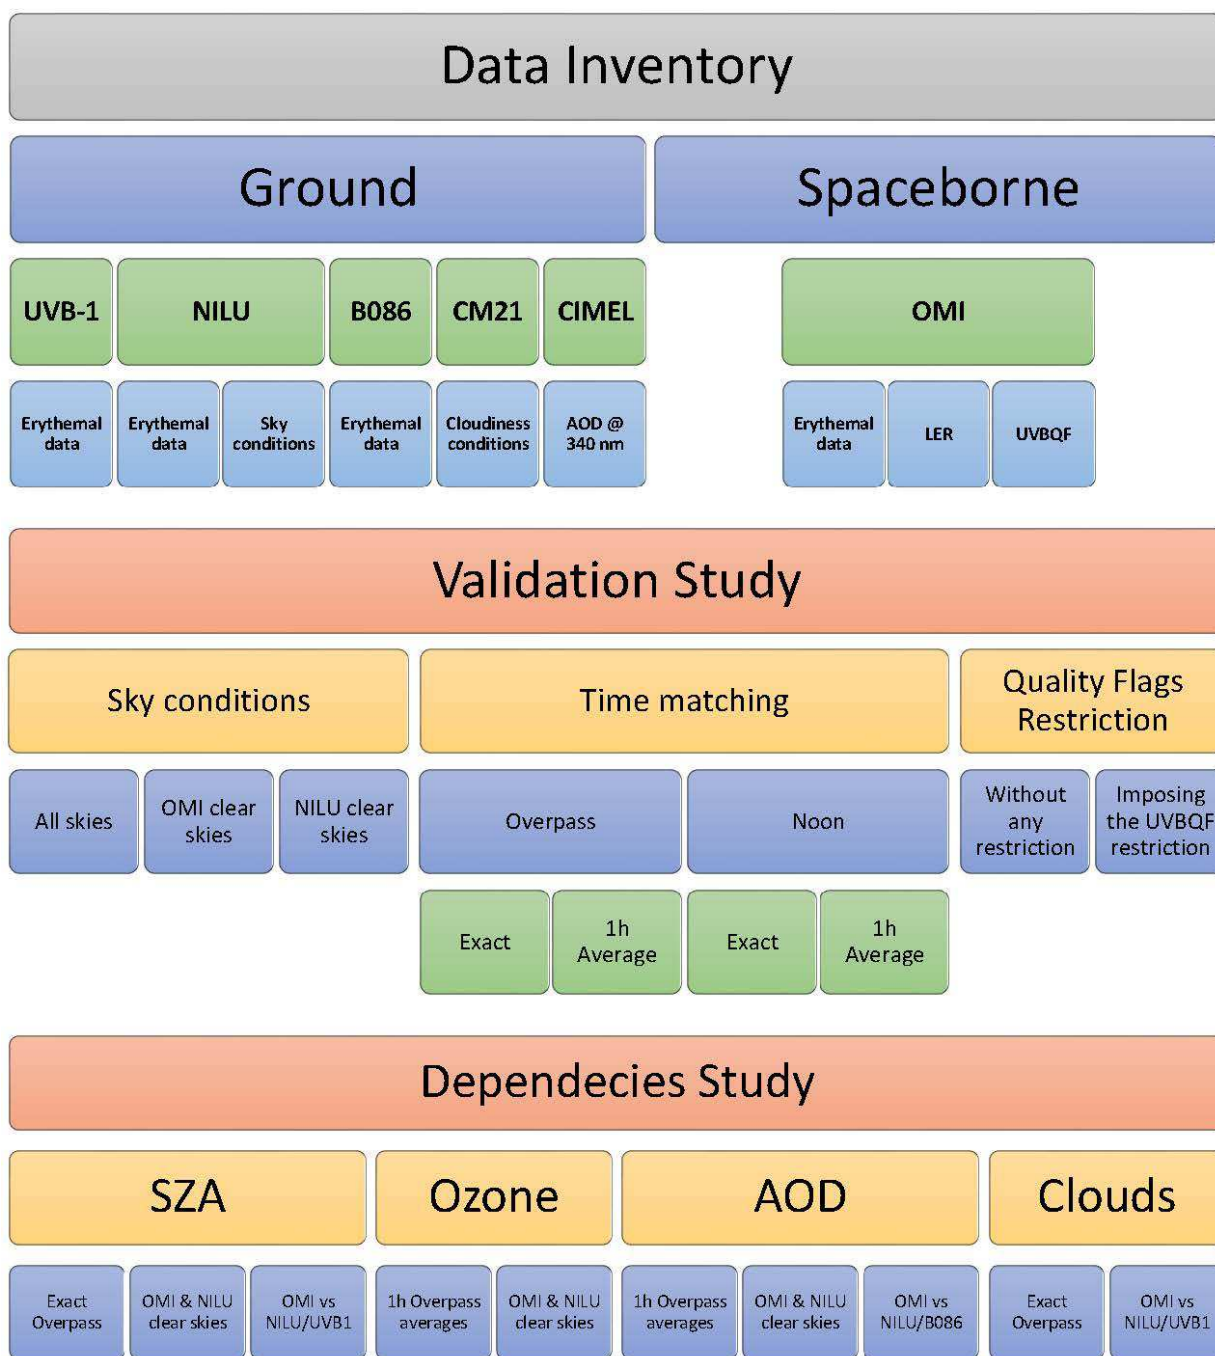 Data Inventory
Ground
Spaceborne
UVB-1
NILU
B086
CM21
CIMEL
OMI
Erythemal
data
Erythemal
data
Sky
conditions
Erythemal
data
Cloudiness
conditions
AOD @
340 nm
Erythemal
data
LER
UVBQF
Validation Study
Sky conditions
Time matching
Quality Flags
Restriction
All skies
OMI clear
skies
NILU clear
skies
Overpass
Noon
Without
any
restriction
Imposing
the UVBQF
restriction
Exact
1h
Average
Exact
1h
Average
Dependecies Study
SZA
Ozone
AOD
Clouds
Exact
Overpass
OMI & NILU
clear skies
OMI vs
NILU/UVB1
1h Overpass
averages
OMI & NILU
clear skies
1h Overpass
averages
OMI & NILU
clear skies
OMI vs
NILU/B086
Exact
Overpass
OMI vs
NILU/UVB1